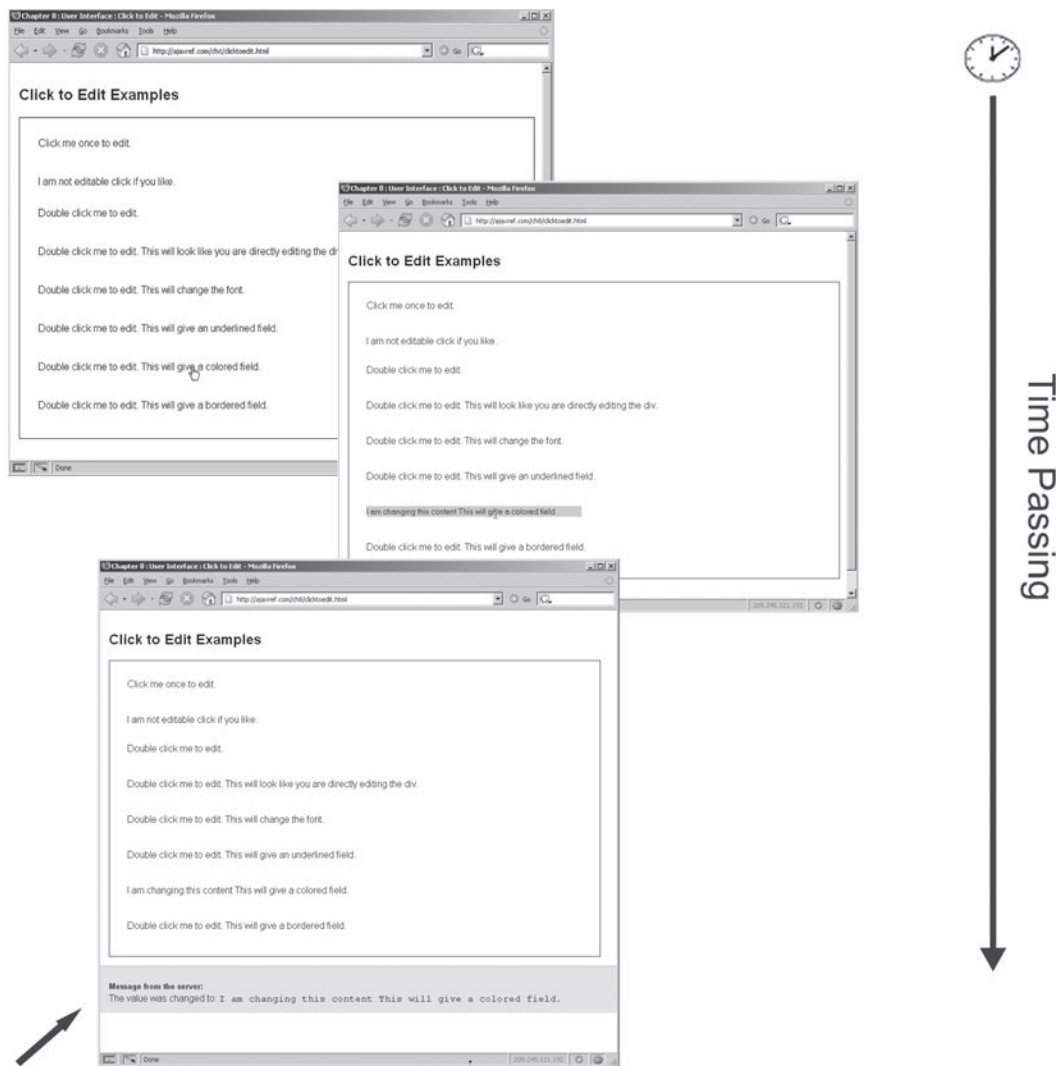 Chapter 8 : User Interface : Click to Edit - Mozilla Firefox
File Edit View Go Bookmarks Tools Help
http://ajaxref.com/ch8/clicktoedit.html
Go
Click to Edit Examples
Click me once to edit.
I am not editable click if you like.
Double click me to edit.
Double click me to edit. This will look like you are directly editing the di
Double click me to edit. This will change the font.
Double click me to edit. This will give an underlined field.
Double click me to edit. This will give a colored field.
Double click me to edit. This will give a bordered field.
Done
Chapter 8 : User Interface : Click to Edit - Mozilla Firefox
File Edit View Go Bookmarks Tools Help
http://ajaxref.com/ch8/clicktoedit.html
Go
Click to Edit Examples
Click me once to edit.
I am not editable click if you like.
Double click me to edit.
Double click me to edit. This will look like you are directly editing the div.
Double click me to edit. This will change the font.
Double click me to edit. This will give an underlined field.
I am changing this content This will give a colored field.
Double click me to edit. This will give a bordered field.
209.245.121.192
Chapter 8 : User Interface : Click to Edit - Mozilla Firefox
File Edit View Go Bookmarks Tools Help
http://ajaxref.com/ch8/clicktoedit.html
Go
Click to Edit Examples
Click me once to edit.
I am not editable click if you like.
Double click me to edit.
Double click me to edit. This will look like you are directly editing the div.
Double click me to edit. This will change the font.
Double click me to edit. This will give an underlined field.
I am changing this content This will give a colored field.
Double click me to edit. This will give a bordered field.
Message from the server:
The value was changed to: I am changing this content This will give a colored field.
Done
209.245.121.192
Time Passing